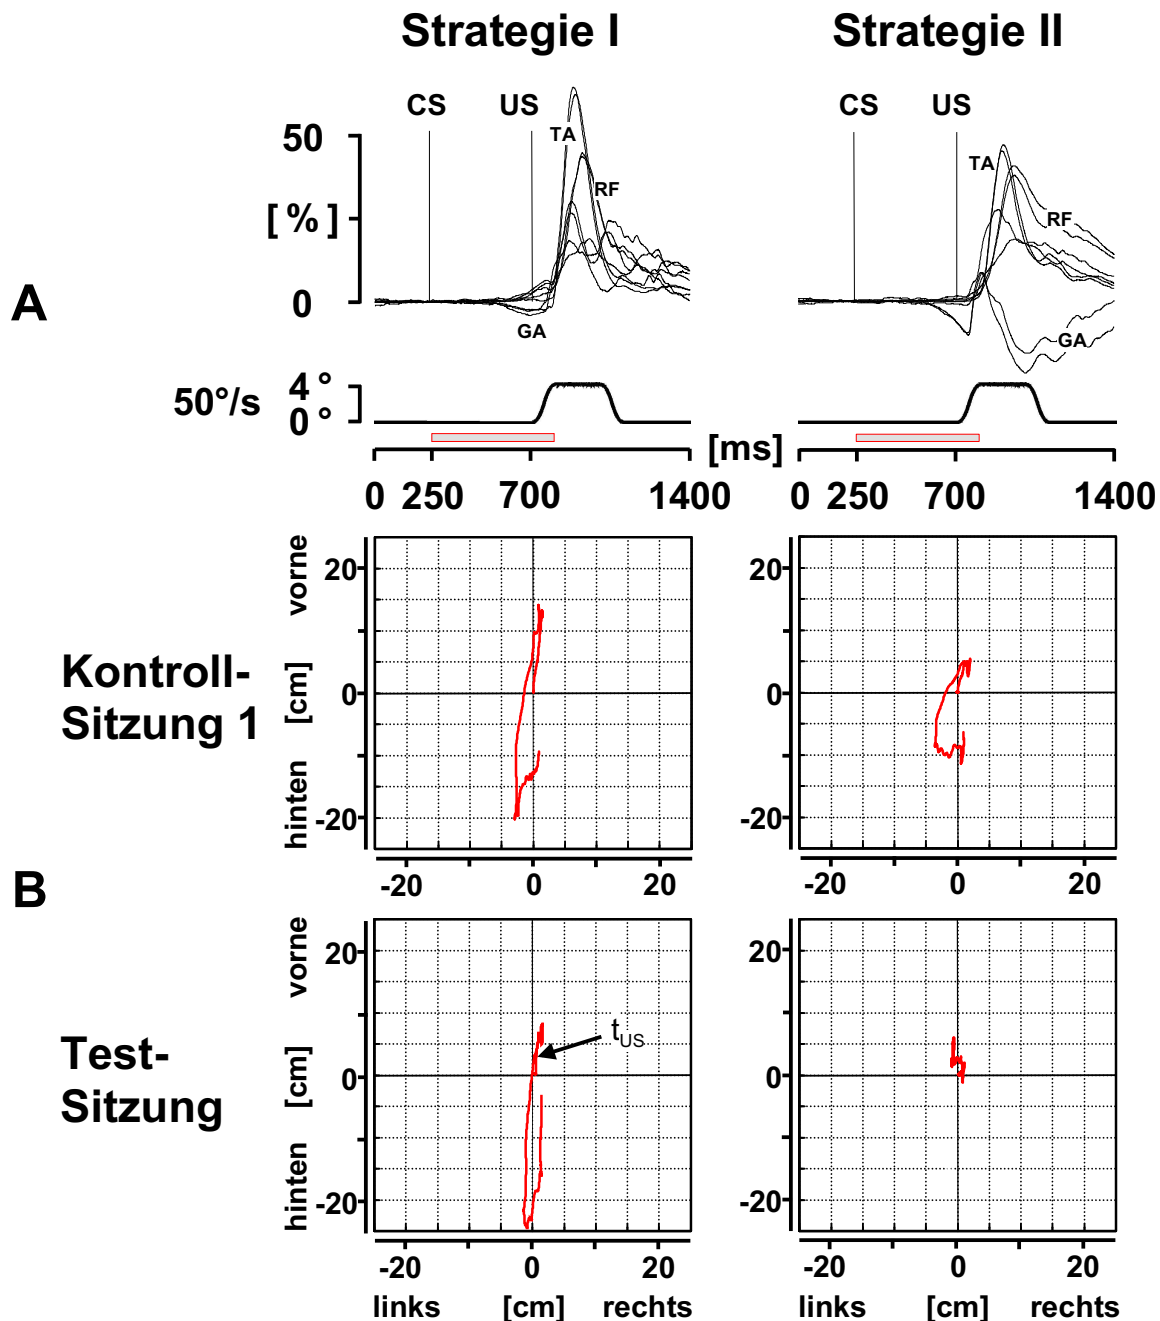 Strategie I
Strategie II
CS
US
CS
US
50
[ % ]
0
TA
RF
GA
TA
RF
GA
A
50°/s
4 °
0 °
[ms]
0 250 700 1400
0 250 700 1400
Kontroll-
Sitzung 1
vorne
[cm]
hinten
20
0
-20
20
0
-20
-20 0 20
-20 0 20
B
Test-
Sitzung
vorne
[cm]
hinten
20
0
-20
tUS
20
0
-20
-20 0 20
-20 0 20
links [cm] rechts
links [cm] rechts